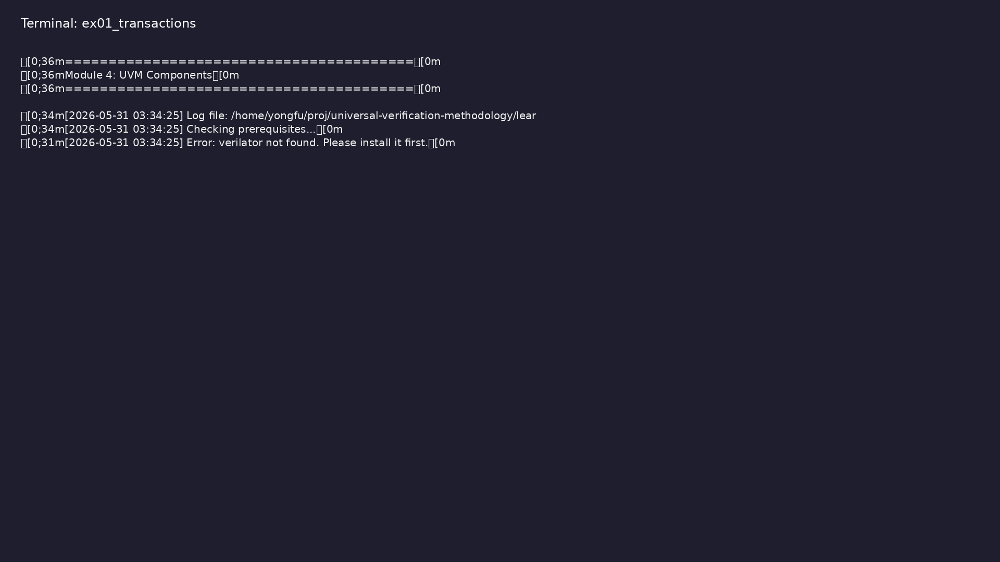 Terminal: ex01_transactions
▯[0;36m========================================▯[0m
▯[0;36mModule 4: UVM Components▯[0m
▯[0;36m========================================▯[0m
▯[0;34m[2026-05-31 03:34:25] Log file: /home/yongfu/proj/universal-verification-methodology/lear
▯[0;34m[2026-05-31 03:34:25] Checking prerequisites...▯[0m
▯[0;31m[2026-05-31 03:34:25] Error: verilator not found. Please install it first.▯[0m